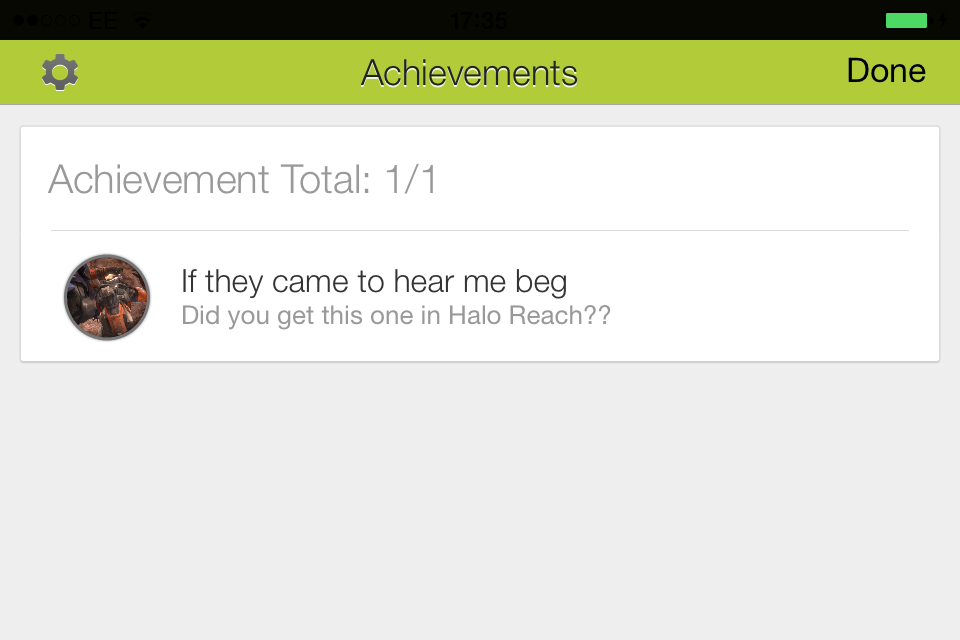 EE 17:35
Achievements
Done
Achievement Total: 1/1
If they came to hear me beg
Did you get this one in Halo Reach??